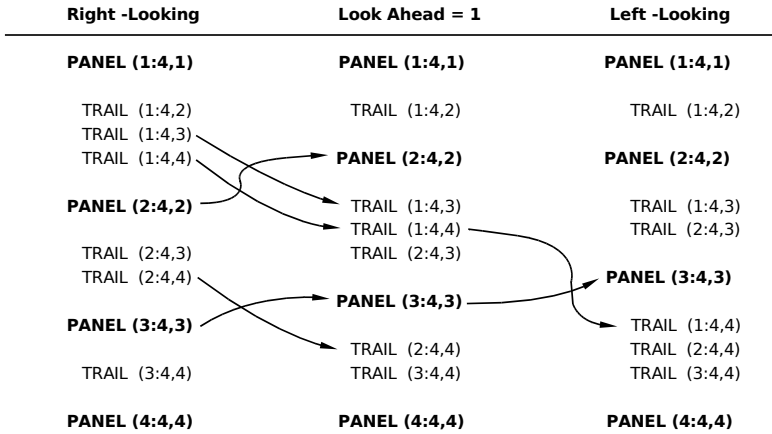 Right -Looking Look Ahead = 1 Left -Looking
PANEL (1:4,1) PANEL (1:4,1) PANEL (1:4,1)
TRAIL (1:4,2) TRAIL (1:4,2) TRAIL (1:4,2)
TRAIL (1:4,3)
TRAIL (1:4,4) PANEL (2:4,2) PANEL (2:4,2)
PANEL (2:4,2) TRAIL (1:4,3) TRAIL (1:4,3)
TRAIL (1:4,4) TRAIL (2:4,3)
TRAIL (2:4,3) TRAIL (2:4,3)
TRAIL (2:4,4) PANEL (3:4,3)
PANEL (3:4,3)
PANEL (3:4,3) TRAIL (1:4,4)
TRAIL (2:4,4) TRAIL (2:4,4)
TRAIL (3:4,4) TRAIL (3:4,4) TRAIL (3:4,4)
PANEL (4:4,4) PANEL (4:4,4) PANEL (4:4,4)